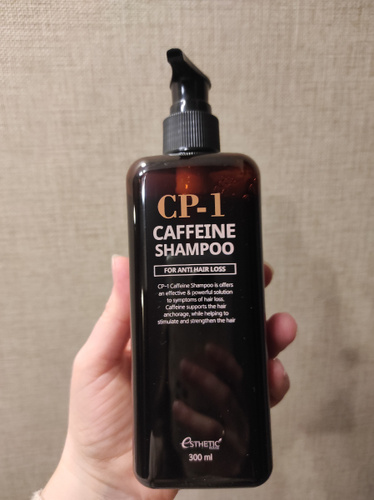 CP-1
CAFFEINE
SHAMPOO
FOR ANTI HAIR LOSS
CP-1 Caffeine Shampoo is offers
an effective & powerful solution
to symptoms of hair loss.
Caffeine supports the hair
anchorage, while helping to
stimulate and strengthen the hair
ESTHETIC
300 ml